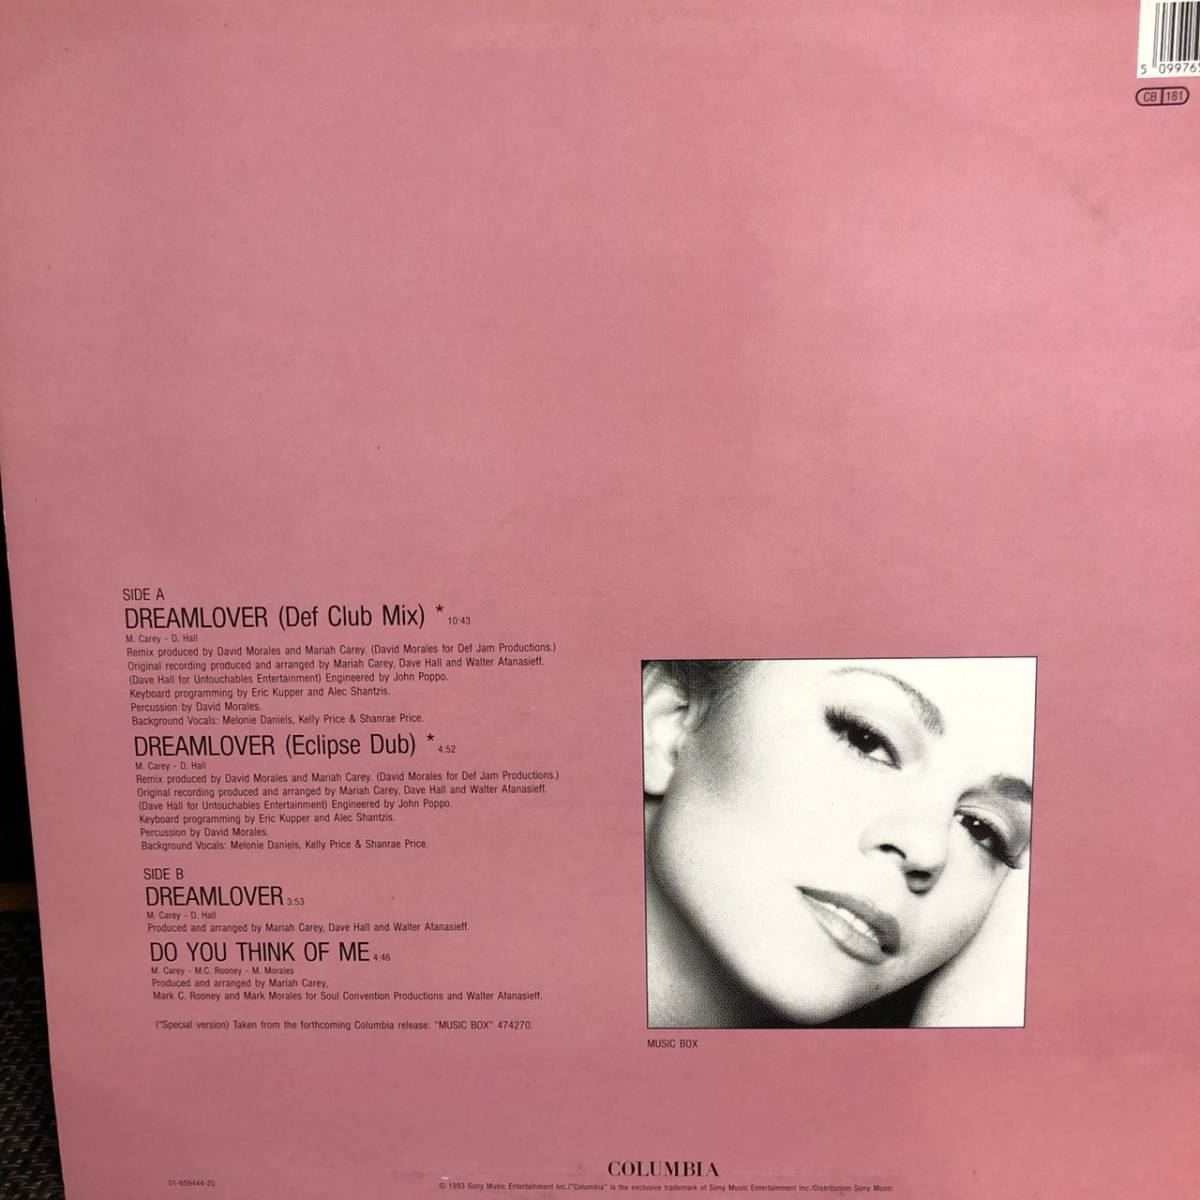 5 09976
CB 181
SIDE A
DREAMLOVER (Def Club Mix) * 10:43
M. Carey - D. Hall
Remix produced by David Morales and Mariah Carey. (David Morales for Def Jam Productions.)
Original recording produced and arranged by Mariah Carey, Dave Hall and Walter Afanasieff.
(Dave Hall for Untouchables Entertainment) Engineered by John Poppo.
Keyboard programming by Eric Kupper and Alec Shantzis.
Percussion by David Morales.
Background Vocals: Melonie Daniels, Kelly Price & Shanrae Price.
DREAMLOVER (Eclipse Dub) * 4:52
M. Carey - D. Hall
Remix produced by David Morales and Mariah Carey. (David Morales for Def Jam Productions.)
Original recording produced and arranged by Mariah Carey, Dave Hall and Walter Afanasieff.
(Dave Hall for Untouchables Entertainment) Engineered by John Poppo.
Keyboard programming by Eric Kupper and Alec Shantzis.
Percussion by David Morales.
Background Vocals: Melonie Daniels, Kelly Price & Shanrae Price.
SIDE B
DREAMLOVER 3:53
M. Carey - D. Hall
Produced and arranged by Mariah Carey, Dave Hall and Walter Afanasieff.
DO YOU THINK OF ME 4:46
M. Carey - M.C. Rooney - M. Morales
Produced and arranged by Mariah Carey,
Mark C. Rooney and Mark Morales for Soul Convention Productions and Walter Afanasieff.
(*Special version) Taken from the forthcoming Columbia release: "MUSIC BOX" 474270.
MUSIC BOX
COLUMBIA
01-659444-20
© 1993 Sony Music Entertainment Inc./"Columbia" is the exclusive trademark of Sony Music Entertainment Inc./Distribution Sony Music